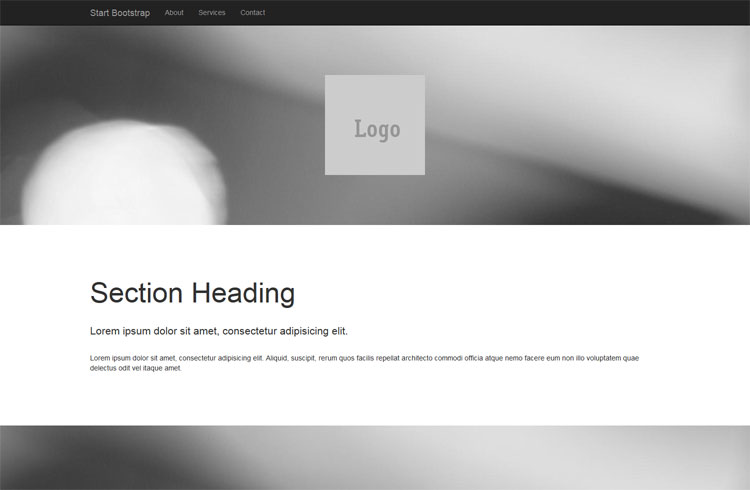 Start Bootstrap About Services Contact
Logo
Section Heading
Lorem ipsum dolor sit amet, consectetur adipisicing elit.
Lorem ipsum dolor sit amet, consectetur adipisicing elit. Aliquid, suscipit, rerum quos facilis repellat architecto commodi officia atque nemo facere eum non illo voluptatem quae
delectus odit vel itaque amet.